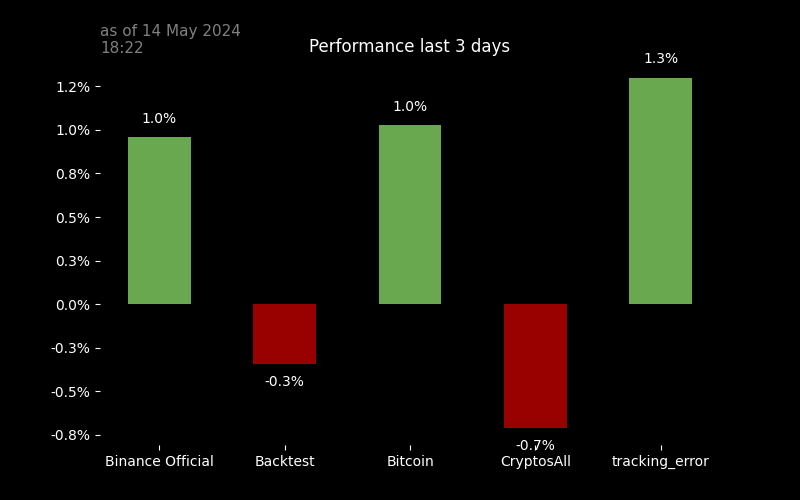 as of 14 May 2024
18:22
Performance last 3 days
1.3%
1.2%
1.0%
1.0%
1.0%
0.8%
0.5%
0.3%
0.0%
-0.3%
-0.3%
-0.5%
-0.8%
-0.7%
Binance Official
Backtest
Bitcoin
CryptosAll
tracking_error